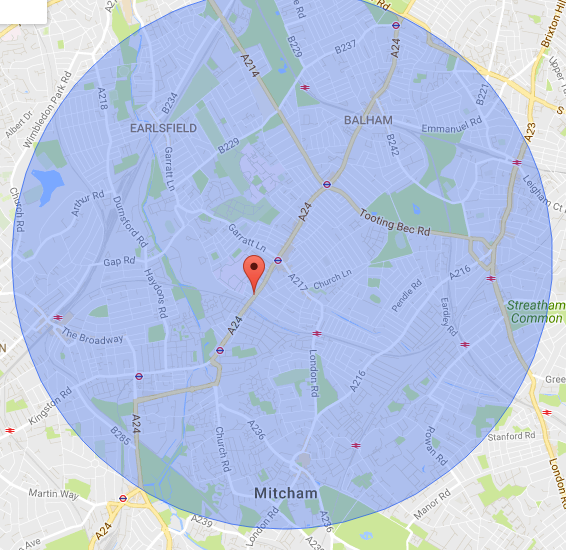 A21
A24
Brixton Hill
B229
B237
A214
Upper T
A218
B234
B221
Wimbledon Park Rd
Albert Dr
EARLSFIELD
BALHAM
Emmanuel Rd
A23
S
B229
B242
Garratt Ln
Leigham Ct
Church Rd
Arthur Rd
Durnsford Rd
A24
Tooting Bec Rd
Garratt Ln
Gap Rd
A217
Church Ln
A216
Haydons Rd
Pendle Rd
Eardley Rd
Streatham
Common
A24
The Broadway
N
London Rd
A216
Gree
Kingston Rd
A24
B285
Church Rd
A236
Rowan Rd
Stanford Rd
London Rd
Martin Way
Mitcham
Manor Rd
A24
A239
London Rd
A236
e Ave